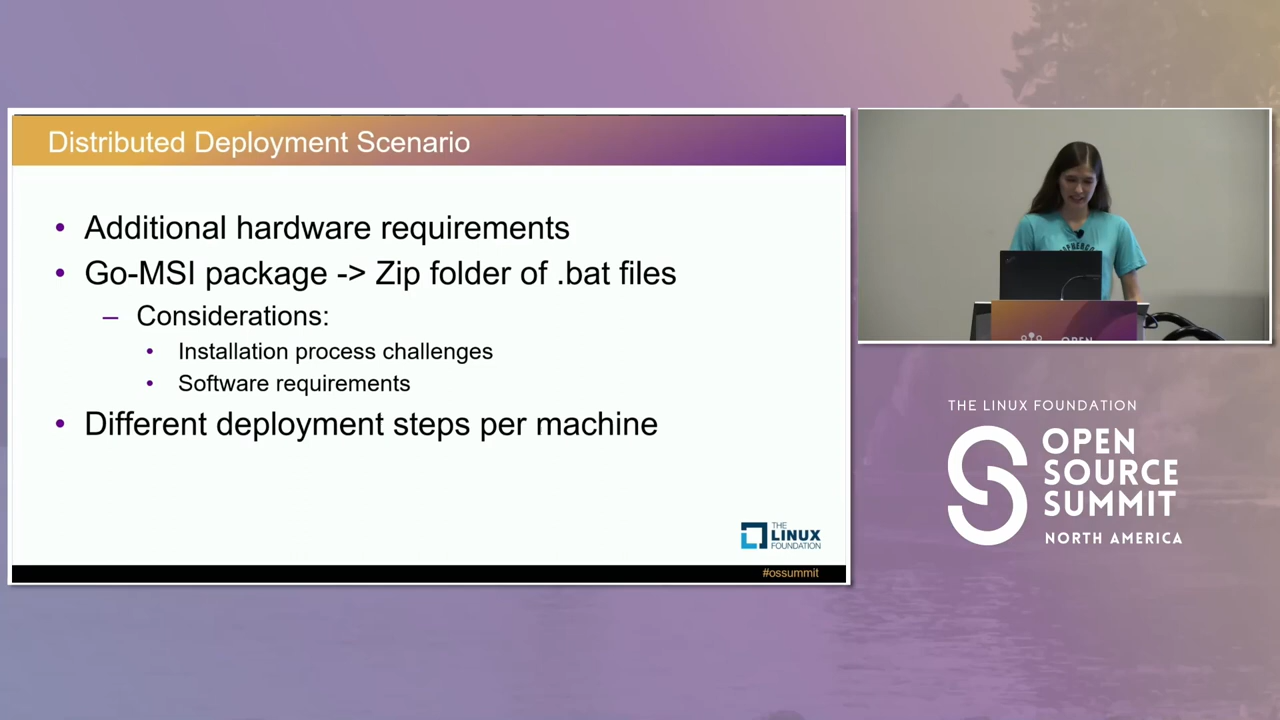 Distributed Deployment Scenario
• Additional hardware requirements
• Go-MSI package -> Zip folder of .bat files
– Considerations:
• Installation process challenges
• Software requirements
• Different deployment steps per machine
THE
LINUX
FOUNDATION
#ossummit
OPEN
THE LINUX FOUNDATION
OPEN
SOURCE
SUMMIT
NORTH AMERICA